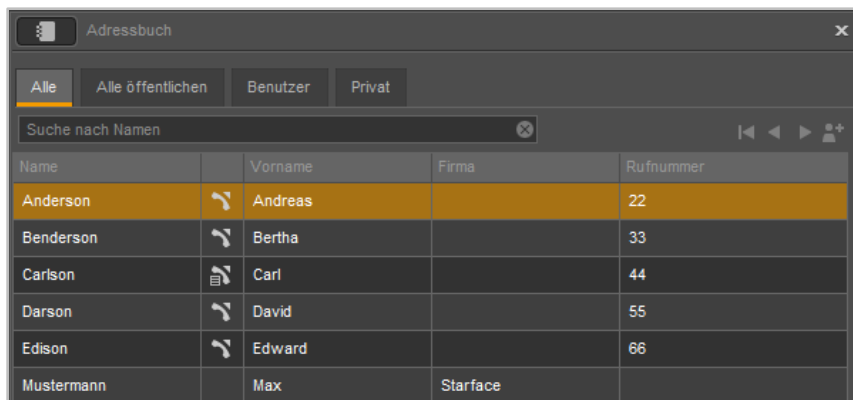 Adressbuch
Alle Alle öffentlichen Benutzer Privat
Suche nach Namen
Name Vorname Firma Rufnummer
Anderson Andreas 22
Benderson Bertha 33
Carlson Carl 44
Darson David 55
Edison Edward 66
Mustermann Max Starface